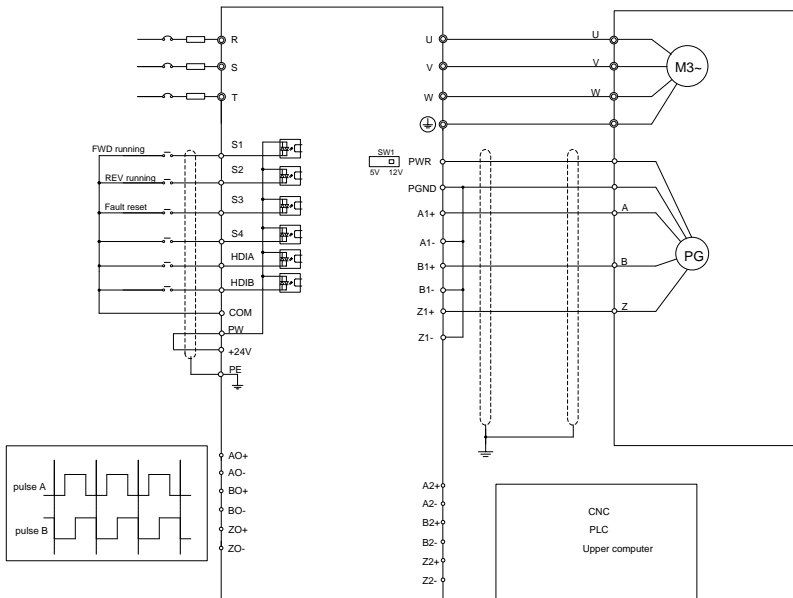 R
S
T
FWD running
REV running
Fault reset
S1
S2
S3
S4
HDIA
HDIB
COM
PW
+24V
PE
AO+
AO-
BO+
BO-
ZO+
ZO-
pulse A
pulse B
U
V
W
SW1
5V 12V
PWR
PGND
A1+
A1-
B1+
B1-
Z1+
Z1-
A2+
A2-
B2+
B2-
Z2+
Z2-
U
V
W
M3~
A
B
Z
PG
CNC
PLC
Upper computer